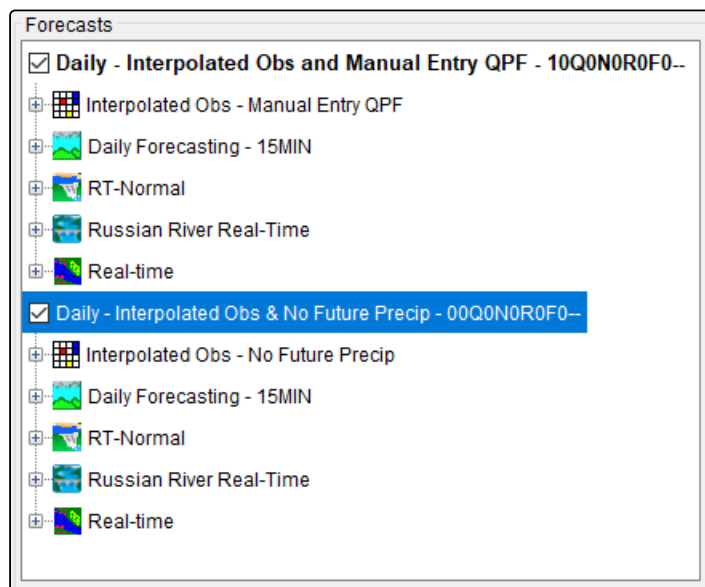 Forecasts
Daily - Interpolated Obs and Manual Entry QPF - 10Q0N0R0F0--
Interpolated Obs - Manual Entry QPF
Daily Forecasting - 15MIN
RT-Normal
Russian River Real-Time
Real-time
Daily - Interpolated Obs & No Future Precip - 00Q0N0R0F0--
Interpolated Obs - No Future Precip
Daily Forecasting - 15MIN
RT-Normal
Russian River Real-Time
Real-time